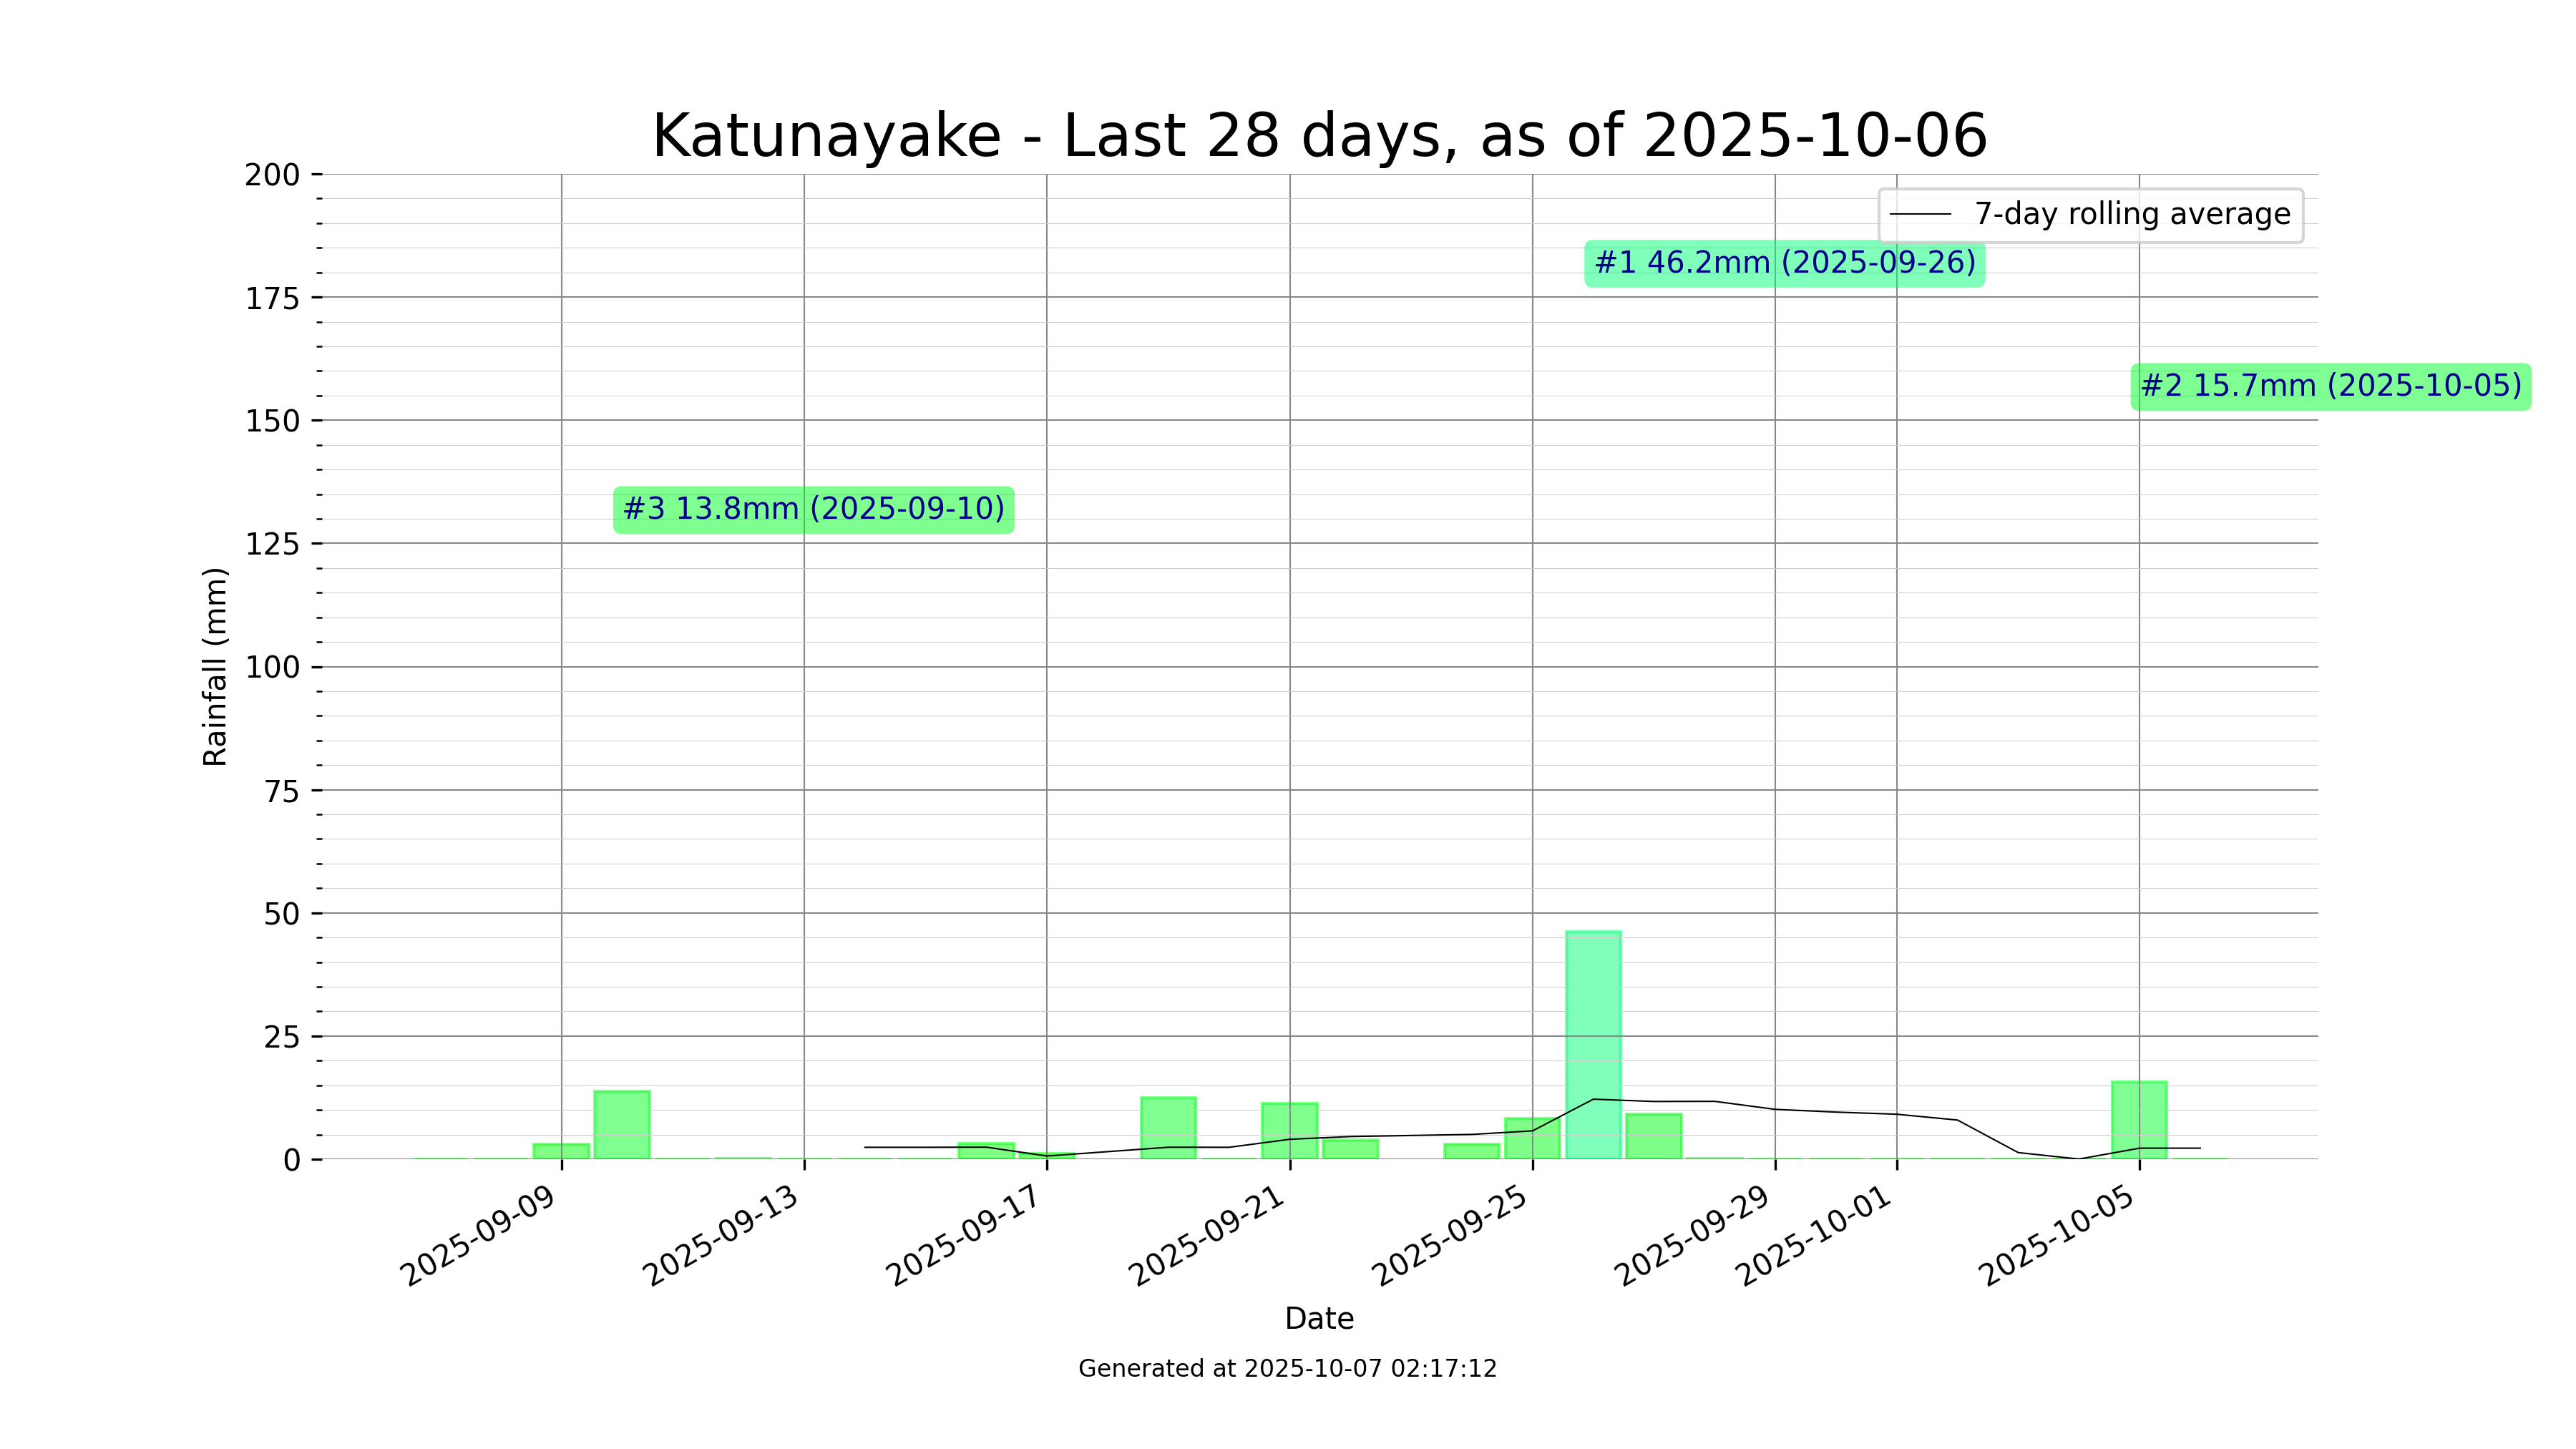 Katunayake - Last 28 days, as of 2025-10-06
200
175
150
125
100
75
50
25
0
Rainfall (mm)
7-day rolling average
#1 46.2mm (2025-09-26)
#2 15.7mm (2025-10-05)
#3 13.8mm (2025-09-10)
2025-09-09
2025-09-13
2025-09-17
2025-09-21
2025-09-25
2025-09-29
2025-10-01
2025-10-05
Date
Generated at 2025-10-07 02:17:12